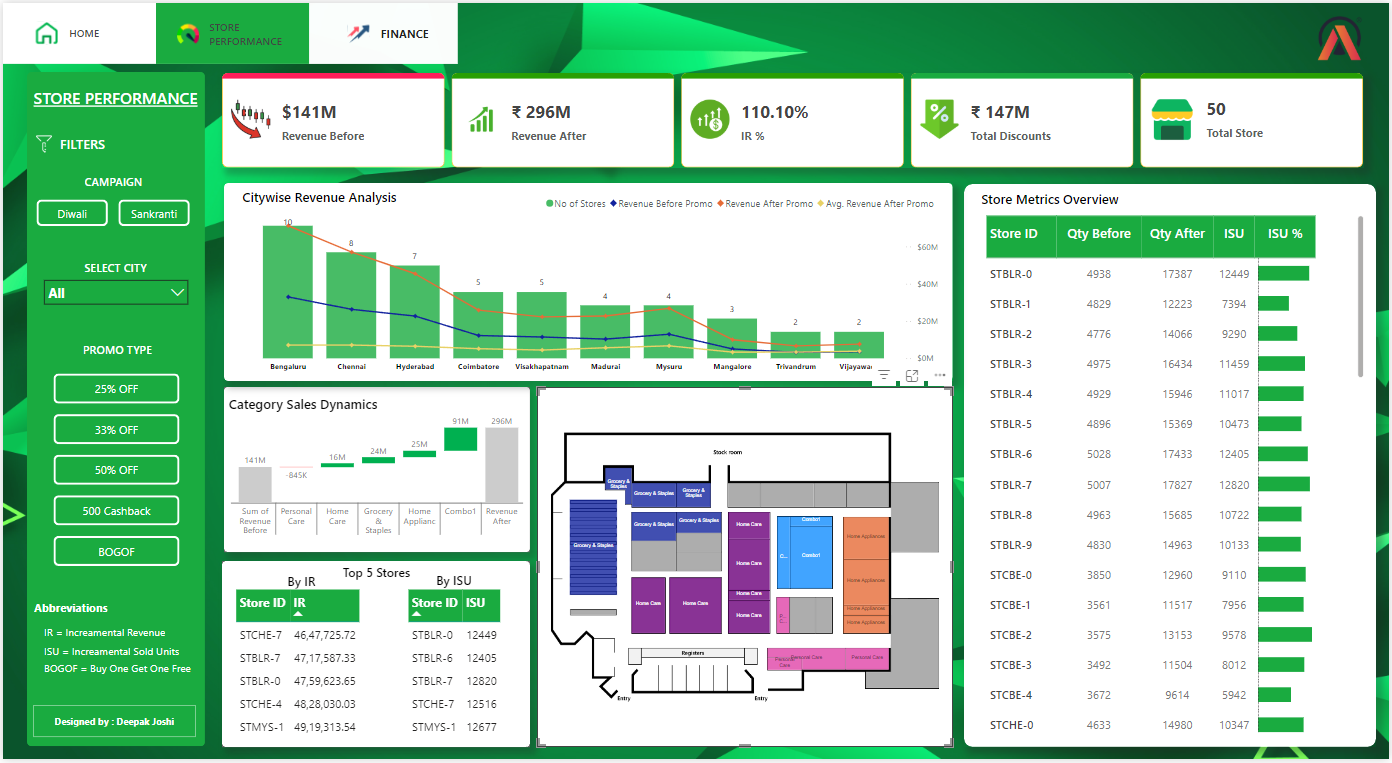 HOME
STORE
PERFORMANCE
FINANCE
STORE PERFORMANCE
FILTERS
CAMPAIGN
Diwali Sankranti
SELECT CITY
All
PROMO TYPE
25% OFF
33% OFF
50% OFF
500 Cashback
BOGOF
Abbreviations
IR = Increamental Revenue
ISU = Increamental Sold Units
BOGOF = Buy One Get One Free
Designed by : Deepak Joshi
$141M
Revenue Before
₹ 296M
Revenue After
110.10%
IR %
₹ 147M
Total Discounts
50
Total Store
Citywise Revenue Analysis
No of Stores Revenue Before Promo Revenue After Promo Avg. Revenue After Promo
10 8 7 5 5 4 4 3 2 2
$60M
$40M
$20M
$0M
Bengaluru Chennai Hyderabad Coimbatore Visakhapatnam Madurai Mysuru Mangalore Trivandrum Vijayawa
Category Sales Dynamics
141M -845K 16M 24M 25M 91M 296M
Sum of Personal Home Grocery Home Combo1 Revenue
Revenue Care Care & Applianc After
Before Staples
Top 5 Stores
By IR
Store ID IR
STCHE-7 46,47,725.72
STBLR-7 47,17,587.33
STBLR-0 47,59,623.65
STCHE-4 48,28,030.03
STMYS-1 49,19,313.54
By ISU
Store ID ISU
STBLR-0 12449
STBLR-6 12405
STBLR-7 12820
STCHE-7 12516
STMYS-1 12677
Stock room
Grocery &
Staples
Grocery & Staples
Grocery &
Staples
Grocery & Staples
Grocery & Staples
Grocery & Staples
Home Care
Home Care
Home Care
Home Care
Home Care
Home Care
Combo1
C...
Combo1
Home Appliances
Home Appliances
Home Appliances
Home Appliances
Registers
Personal
Care
Personal Care
Personal Care
Entry
Entry
Store Metrics Overview
Store ID Qty Before Qty After ISU ISU %
STBLR-0 4938 17387 12449
STBLR-1 4829 12223 7394
STBLR-2 4776 14066 9290
STBLR-3 4975 16434 11459
STBLR-4 4929 15946 11017
STBLR-5 4896 15369 10473
STBLR-6 5028 17433 12405
STBLR-7 5007 17827 12820
STBLR-8 4963 15685 10722
STBLR-9 4830 14963 10133
STCBE-0 3850 12960 9110
STCBE-1 3561 11517 7956
STCBE-2 3575 13153 9578
STCBE-3 3492 11504 8012
STCBE-4 3672 9614 5942
STCHE-0 4633 14980 10347